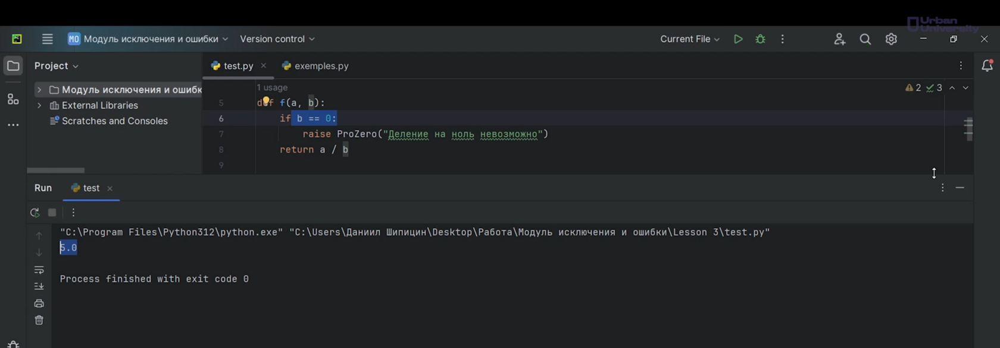 Urban
University
MO Модуль исключения и ошибки Version control Current File
Project test.py exemples.py
1 usage 2 3
Модуль исключения и ошибк
External Libraries
Scratches and Consoles
5 def f(a, b):
6 if b == 0:
7 raise ProZero("Деление на ноль невозможно")
8 return a / b
9
Run test
"C:\Program Files\Python312\python.exe" "C:\Users\Даниил Шипицин\Desktop\Работа\Модуль исключения и ошибки\Lesson 3\test.py"
5.0
Process finished with exit code 0